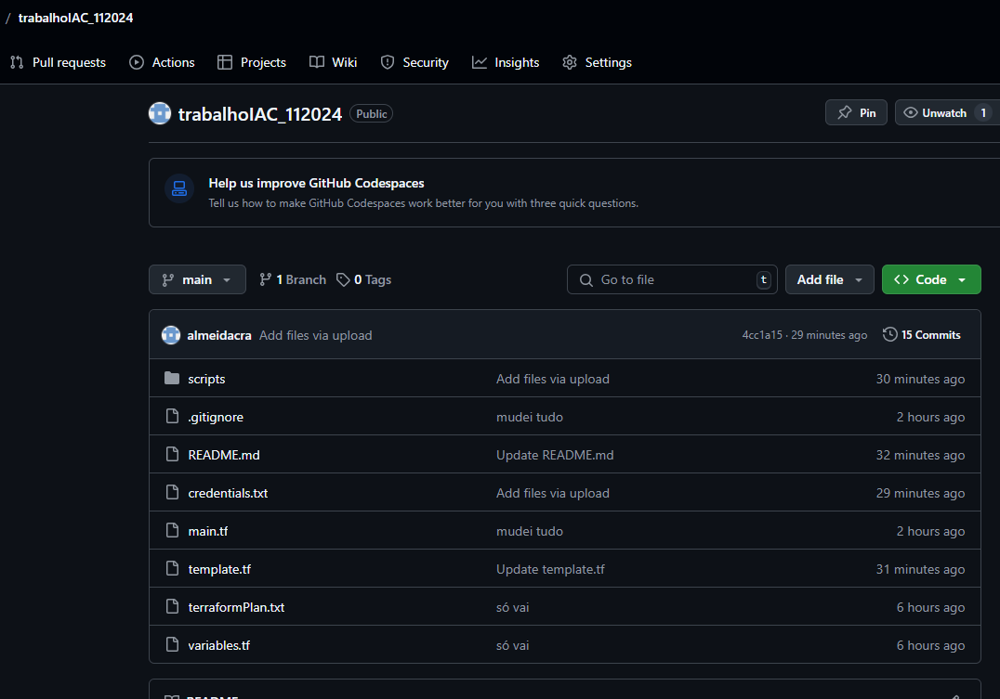 / trabalhoIAC_112024
Pull requests Actions Projects Wiki Security Insights Settings
trabalhoIAC_112024 Public Pin Unwatch 1
Help us improve GitHub Codespaces
Tell us how to make GitHub Codespaces work better for you with three quick questions.
main 1 Branch 0 Tags Go to file t Add file Code
almeidacra Add files via upload 4cc1a15 · 29 minutes ago 15 Commits
scripts Add files via upload 30 minutes ago
.gitignore mudei tudo 2 hours ago
README.md Update README.md 32 minutes ago
credentials.txt Add files via upload 29 minutes ago
main.tf mudei tudo 2 hours ago
template.tf Update template.tf 31 minutes ago
terraformPlan.txt só vai 6 hours ago
variables.tf só vai 6 hours ago
README